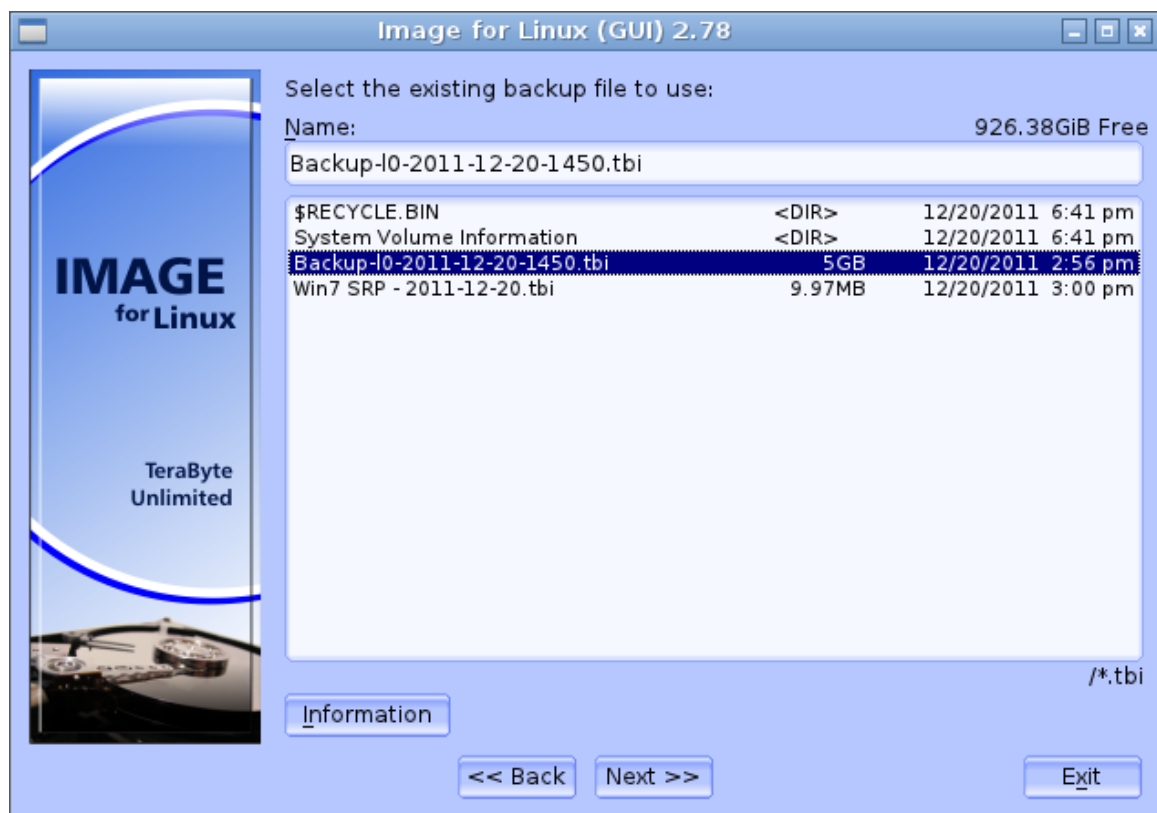 Image for Linux (GUI) 2.78
IMAGE
for Linux
TeraByte
Unlimited
Select the existing backup file to use:
Name: 926.38GiB Free
Backup-l0-2011-12-20-1450.tbi
$RECYCLE.BIN <DIR> 12/20/2011 6:41 pm
System Volume Information <DIR> 12/20/2011 6:41 pm
Backup-l0-2011-12-20-1450.tbi 5GB 12/20/2011 2:56 pm
Win7 SRP - 2011-12-20.tbi 9.97MB 12/20/2011 3:00 pm
/*.tbi
Information
<< Back Next >> Exit